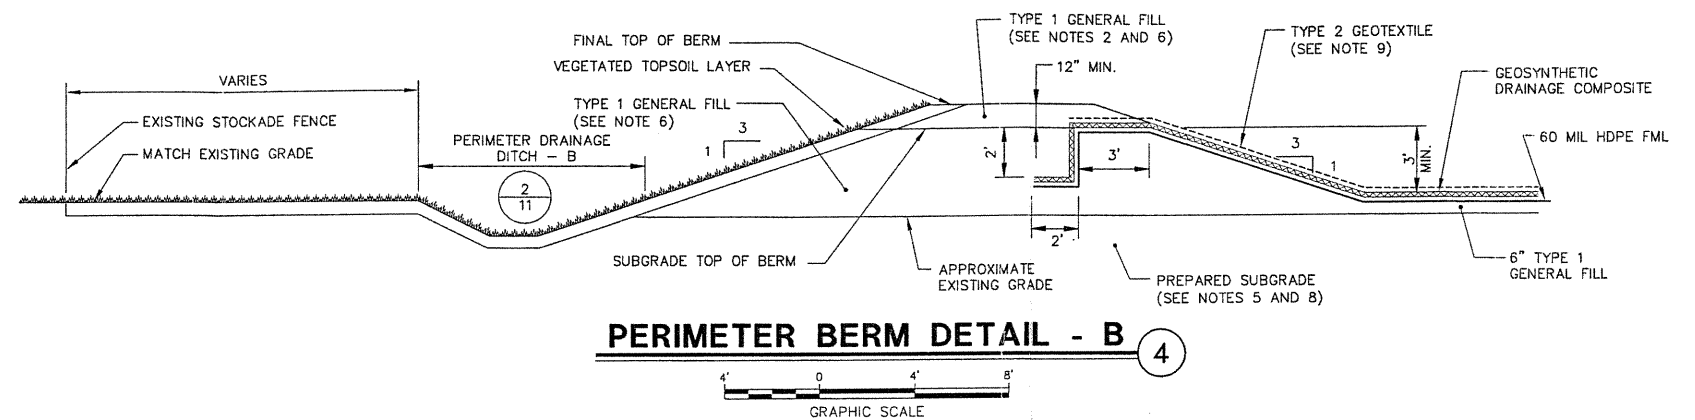 TYPE 1 GENERAL FILL
(SEE NOTES 2 AND 6)
TYPE 2 GEOTEXTILE
(SEE NOTE 9)
FINAL TOP OF BERM
VEGETATED TOPSOIL LAYER
12" MIN.
GEOSYNTHETIC
DRAINAGE COMPOSITE
VARIES
TYPE 1 GENERAL FILL
(SEE NOTE 6)
EXISTING STOCKADE FENCE
MATCH EXISTING GRADE
PERIMETER DRAINAGE
DITCH - B
3
1
2'
3'
3
1
3'
MIN.
60 MIL HDPE FML
2
11
2'
SUBGRADE TOP OF BERM
APPROXIMATE
EXISTING GRADE
PREPARED SUBGRADE
(SEE NOTES 5 AND 8)
6" TYPE 1
GENERAL FILL
PERIMETER BERM DETAIL - B
4
4' 0 4' 8'
GRAPHIC SCALE